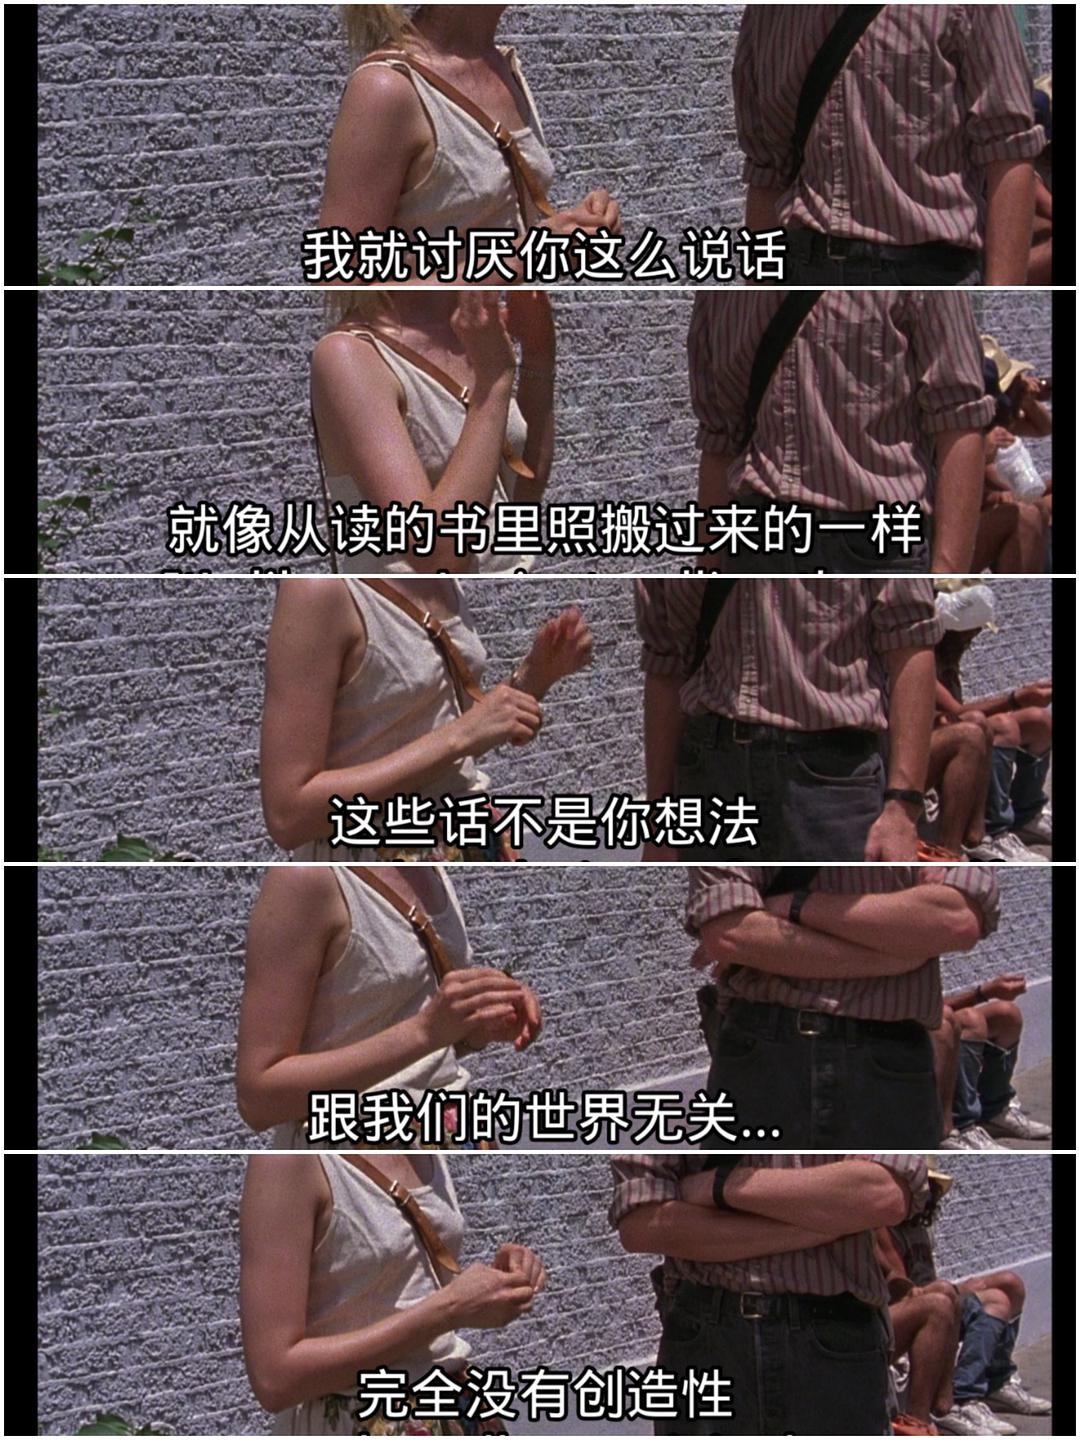 我就讨厌你这么说话
就像从读的书里照搬过来的一样
这些话不是你想法
跟我们的世界无关...
完全没有创造性